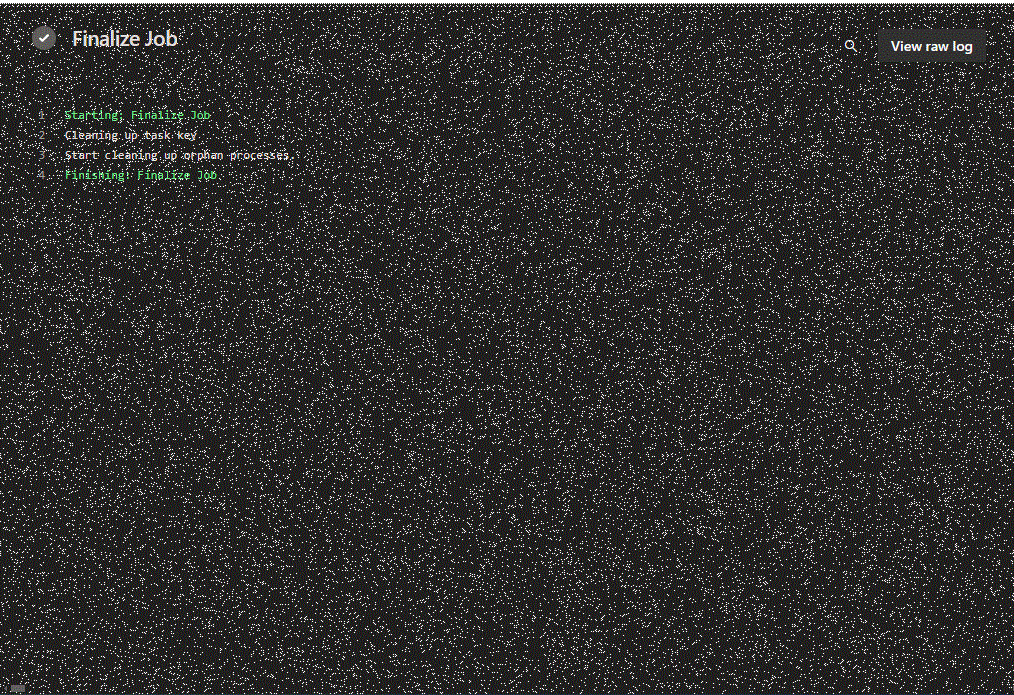 Finalize Job
View raw log
1 Starting: Finalize Job
2 Cleaning up task key
3 Start cleaning up orphan processes.
4 Finishing: Finalize Job